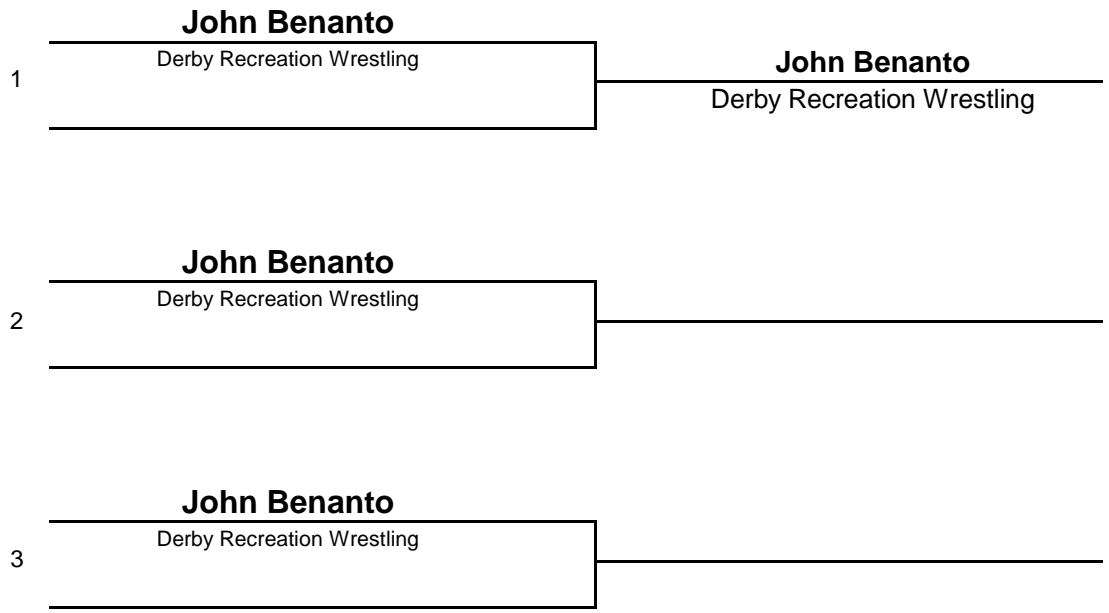 John Benanto
Derby Recreation Wrestling
1
John Benanto
Derby Recreation Wrestling
John Benanto
Derby Recreation Wrestling
2
John Benanto
Derby Recreation Wrestling
3